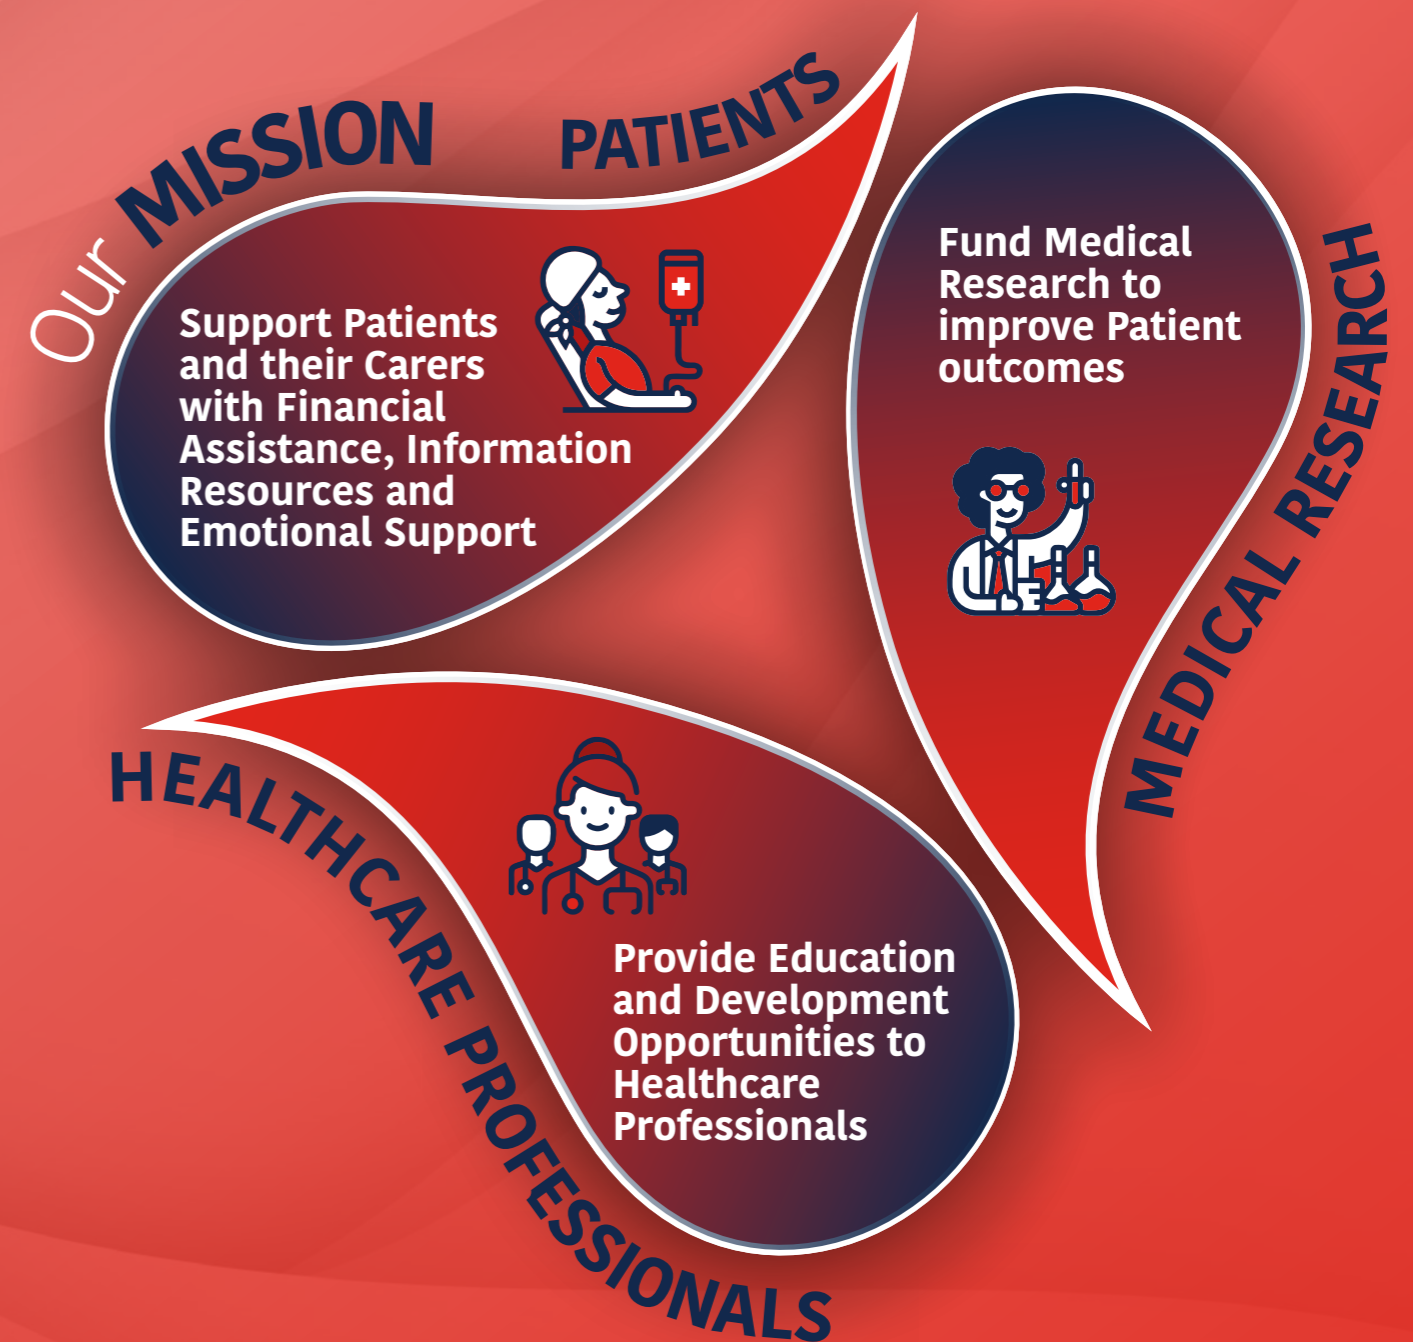 Our MISSION
PATIENTS
Support Patients
and their Carers
with Financial
Assistance, Information
Resources and
Emotional Support
Fund Medical
Research to
improve Patient
outcomes
MEDICAL RESEARCH
HEALTHCARE PROFESSIONALS
Provide Education
and Development
Opportunities to
Healthcare
Professionals